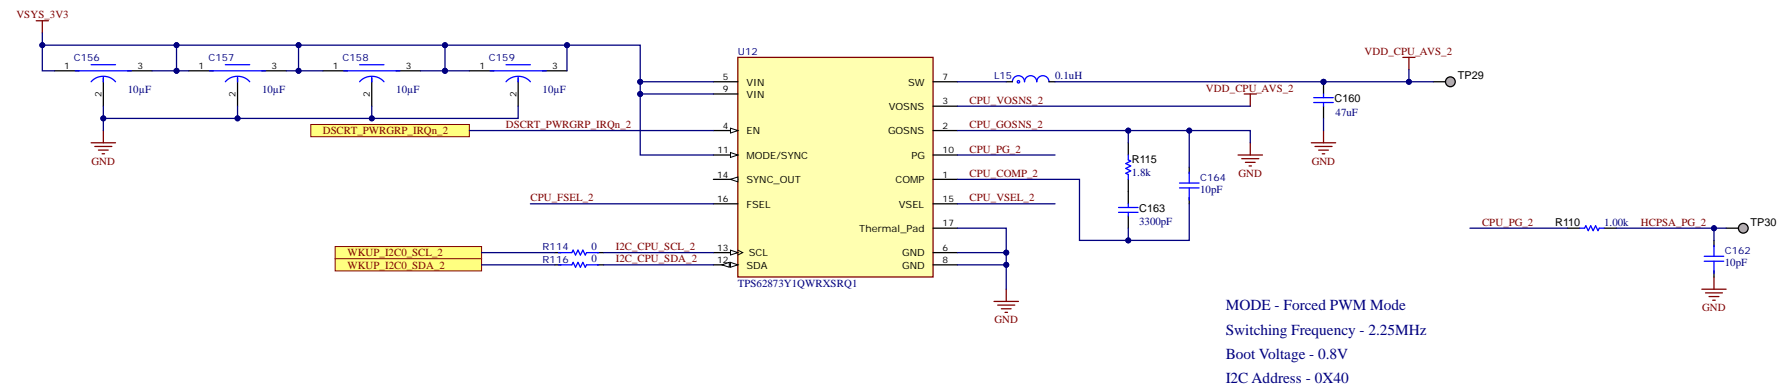 VSYS_3V3
C156
1
3
2
10µF
C157
1
3
2
10µF
C158
1
3
2
10µF
C159
1
3
2
10µF
GND
DSCRT_PWRGRP_IRQn_2
DSCRT_PWRGRP_IRQn_2
CPU_FSEL_2
WKUP_I2C0_SCL_2
R114
0
I2C_CPU_SCL_2
WKUP_I2C0_SDA_2
R116
0
I2C_CPU_SDA_2
U12
5
VIN
9
VIN
4
EN
11
MODE/SYNC
14
SYNC_OUT
16
FSEL
13
SCL
12
SDA
SW
7
VOSNS
3
GOSNS
2
PG
10
COMP
1
VSEL
15
Thermal_Pad
17
GND
6
GND
8
TPS62873Y1QWRXSRQ1
L15
0.1uH
VDD_CPU_AVS_2
TP29
VDD_CPU_AVS_2
C160
47uF
GND
CPU_VOSNS_2
CPU_GOSNS_2
CPU_PG_2
CPU_COMP_2
CPU_VSEL_2
R115
1.8k
C163
3300pF
C164
10pF
GND
GND
CPU_PG_2
R110
1.00k
HCPSA_PG_2
TP30
C162
10pF
GND
MODE - Forced PWM Mode
Switching Frequency - 2.25MHz
Boot Voltage - 0.8V
I2C Address - 0X40